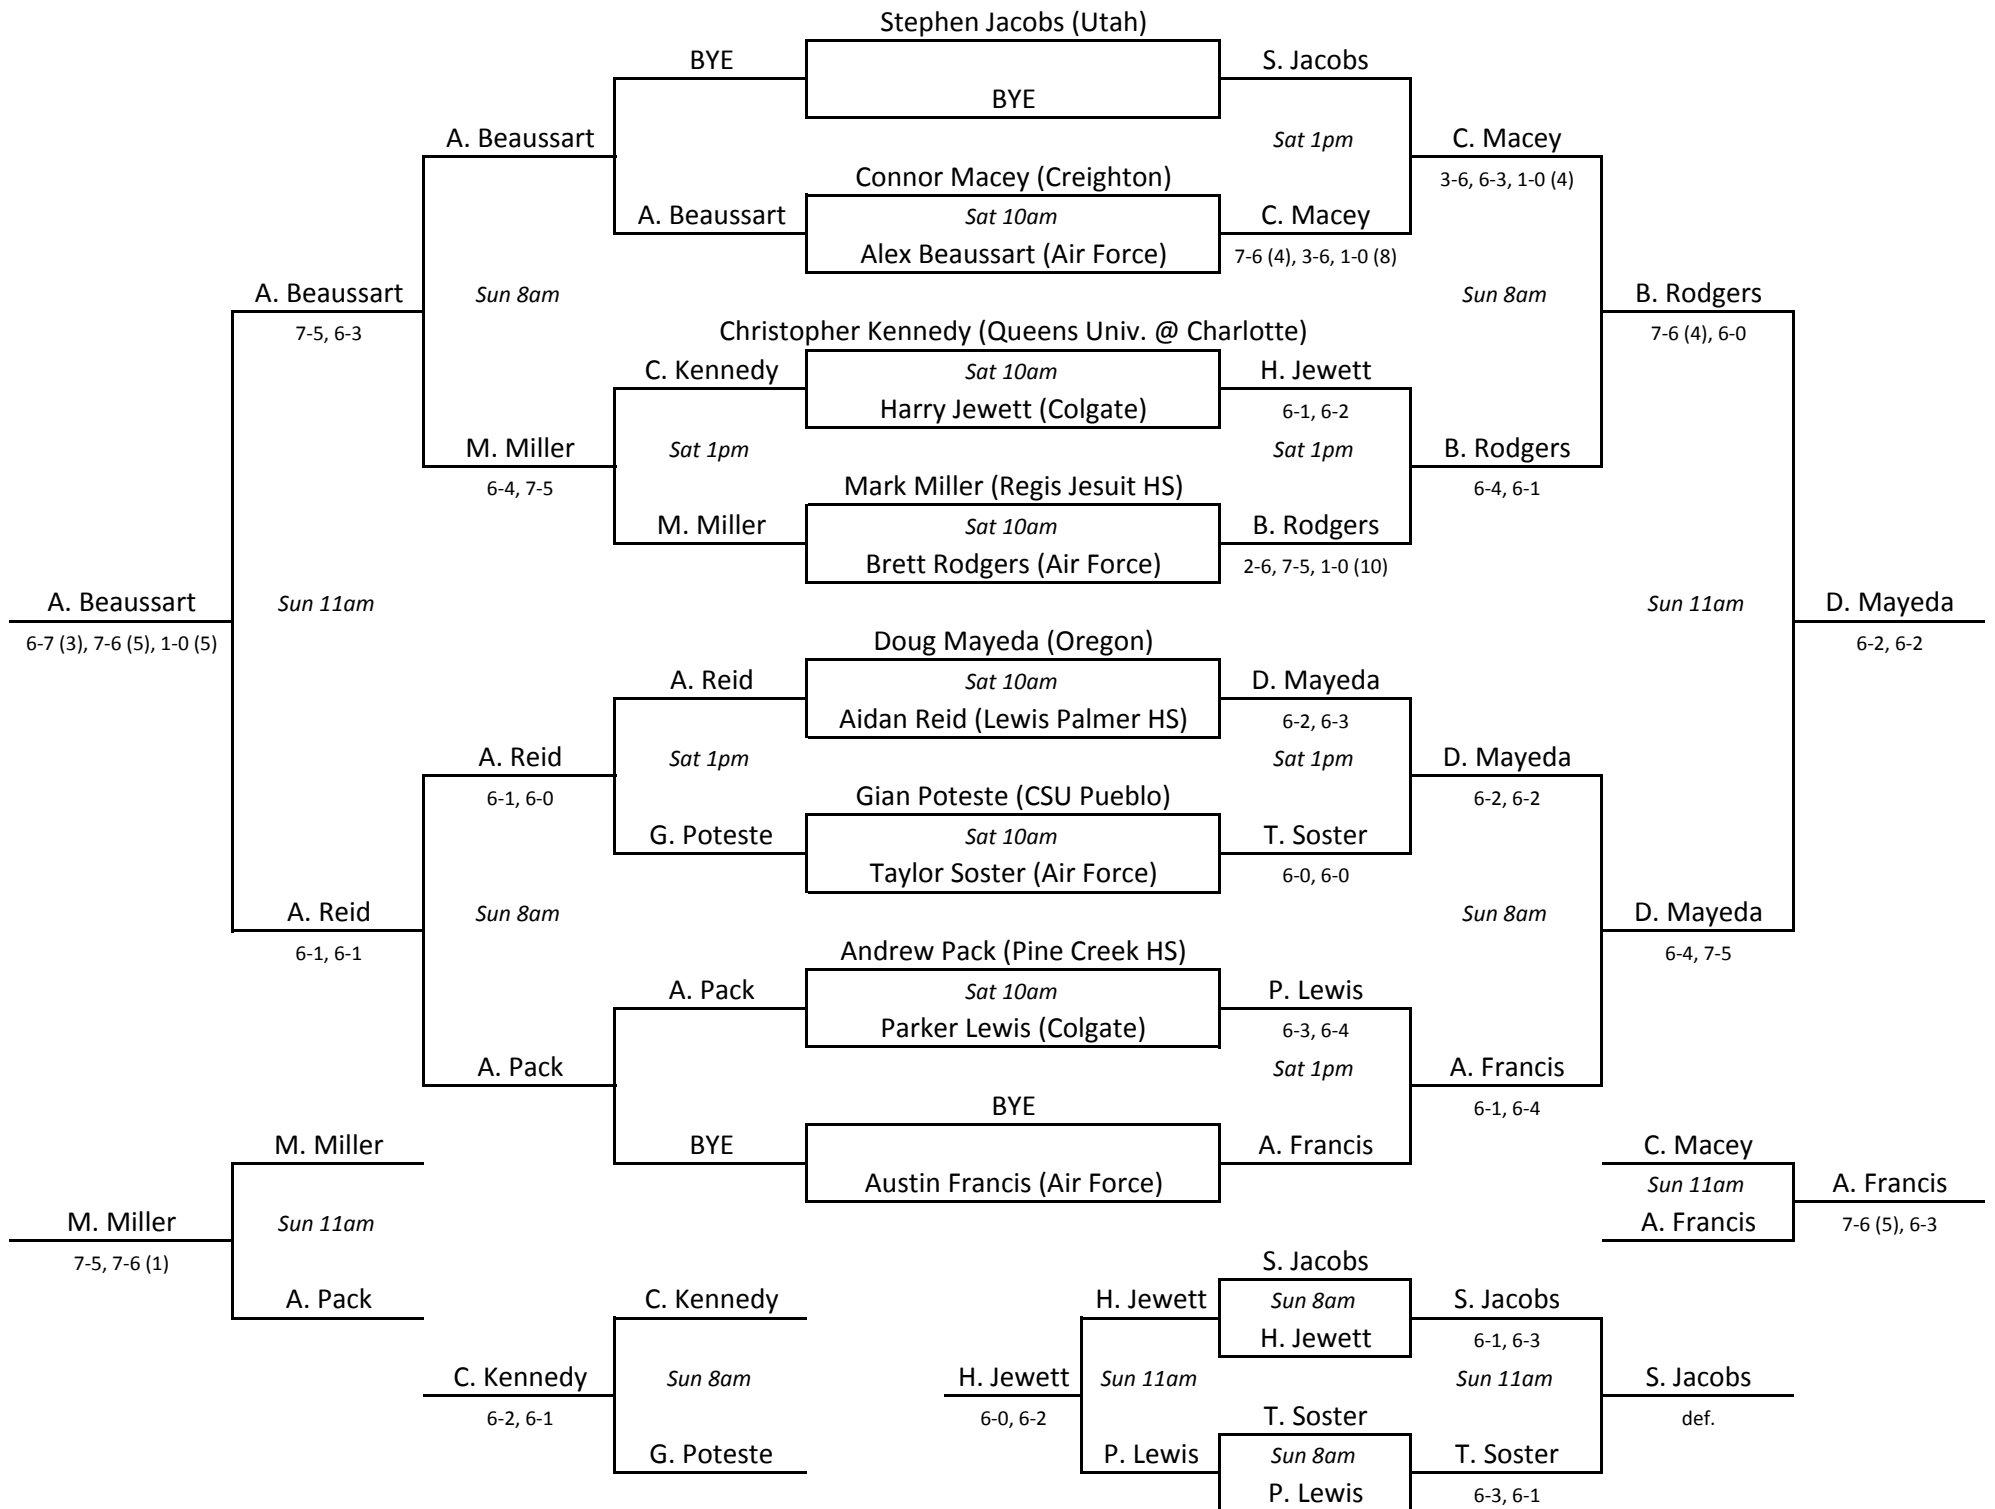 Stephen Jacobs (Utah)
BYE
S. Jacobs
BYE
A. Beaussart
Sat 1pm
C. Macey
Connor Macey (Creighton)
3-6, 6-3, 1-0 (4)
A. Beaussart
Sat 10am
C. Macey
Alex Beaussart (Air Force)
7-6 (4), 3-6, 1-0 (8)
A. Beaussart
Sun 8am
Sun 8am
B. Rodgers
7-5, 6-3
Christopher Kennedy (Queens Univ. @ Charlotte)
7-6 (4), 6-0
C. Kennedy
Sat 10am
H. Jewett
Harry Jewett (Colgate)
6-1, 6-2
M. Miller
Sat 1pm
Sat 1pm
B. Rodgers
6-4, 7-5
Mark Miller (Regis Jesuit HS)
6-4, 6-1
M. Miller
Sat 10am
B. Rodgers
Brett Rodgers (Air Force)
2-6, 7-5, 1-0 (10)
A. Beaussart
Sun 11am
Sun 11am
D. Mayeda
6-7 (3), 7-6 (5), 1-0 (5)
Doug Mayeda (Oregon)
6-2, 6-2
A. Reid
Sat 10am
D. Mayeda
Aidan Reid (Lewis Palmer HS)
6-2, 6-3
A. Reid
Sat 1pm
Sat 1pm
D. Mayeda
6-1, 6-0
Gian Poteste (CSU Pueblo)
6-2, 6-2
G. Poteste
Sat 10am
T. Soster
Taylor Soster (Air Force)
6-0, 6-0
A. Reid
Sun 8am
Sun 8am
D. Mayeda
6-1, 6-1
Andrew Pack (Pine Creek HS)
6-4, 7-5
A. Pack
Sat 10am
P. Lewis
Parker Lewis (Colgate)
6-3, 6-4
A. Pack
Sat 1pm
A. Francis
BYE
6-1, 6-4
M. Miller
BYE
A. Francis
C. Macey
Austin Francis (Air Force)
Sun 11am
A. Francis
M. Miller
Sun 11am
A. Francis
7-6 (5), 6-3
7-5, 7-6 (1)
S. Jacobs
A. Pack
C. Kennedy
H. Jewett
Sun 8am
S. Jacobs
H. Jewett
6-1, 6-3
C. Kennedy
Sun 8am
H. Jewett
Sun 11am
Sun 11am
S. Jacobs
6-2, 6-1
6-0, 6-2
T. Soster
def.
G. Poteste
P. Lewis
Sun 8am
T. Soster
P. Lewis
6-3, 6-1